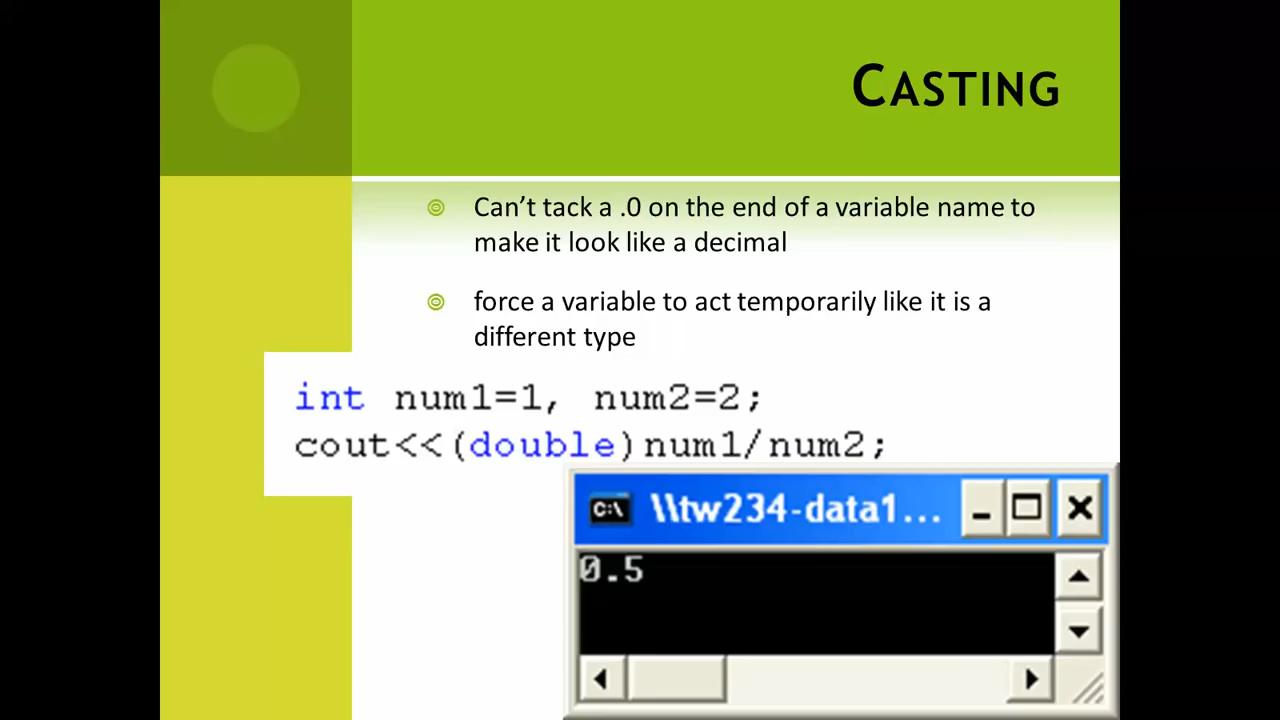 CASTING
Can't tack a .0 on the end of a variable name to
make it look like a decimal
force a variable to act temporarily like it is a
different type
int num1=1, num2=2;
cout<<(double)num1/num2;
C:\ \\tw234-data1...
0.5